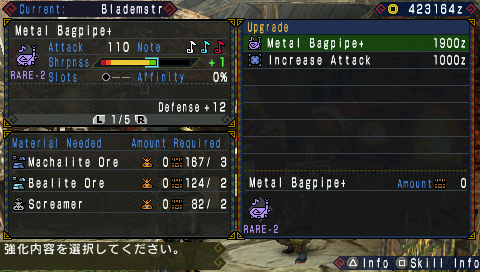 Current: Blademstr
423164z
Metal Bagpipe+
Attack 110 Note
Shrpnss +1
RARE-2
Slots ●-- Affinity 0%
Defense+12
L 1/5 R
Material Needed Amount Required
Machalite Ore 0 167/ 3
Bealite Ore 0 124/ 2
Screamer 0 82/ 2
Upgrade
Metal Bagpipe+ 1900z
Increase Attack 1000z
Metal Bagpipe+ Amount 0
RARE-2
強化内容を選択してください。
△ Info □ Skill Info